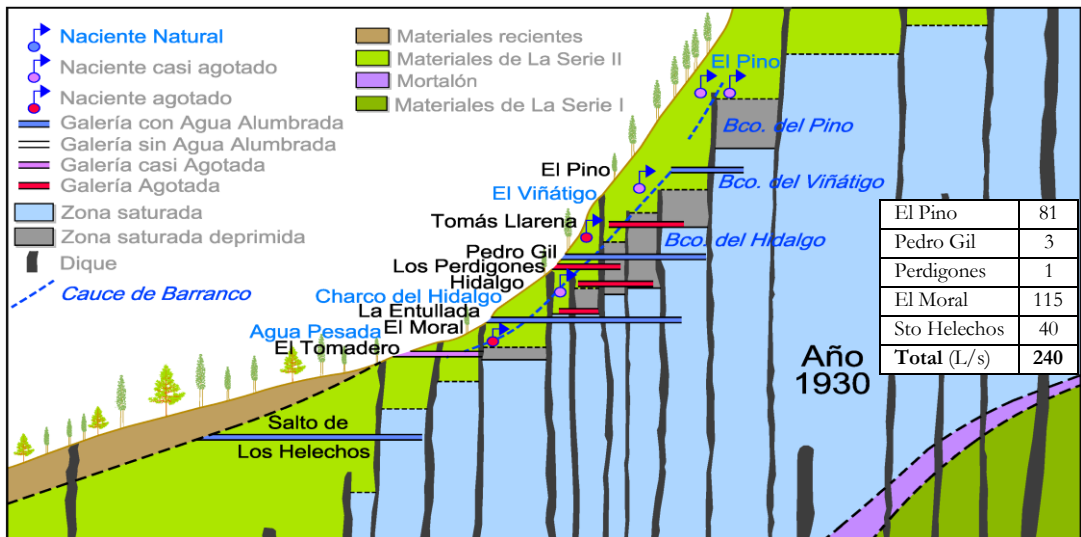 Naciente Natural
Naciente casi agotado
Naciente agotado
Galería con Agua Alumbrada
Galería sin Agua Alumbrada
Galería casi Agotada
Galería Agotada
Zona saturada
Zona saturada deprimida
Dique
Cauce de Barranco
Materiales recientes
Materiales de La Serie II
Mortalón
Materiales de La Serie I
El Pino
Bco. del Pino
El Pino
Bco. del Viñátigo
El Viñátigo
Tomás Llarena
Bco. del Hidalgo
Pedro Gil
Los Perdigones
Hidalgo
Charco del Hidalgo
La Entullada
El Moral
Agua Pesada
El Tomadero
Salto de
Los Helechos
Año
1930
El Pino 81
Pedro Gil 3
Perdigones 1
El Moral 115
Sto Helechos 40
Total (L/s) 240